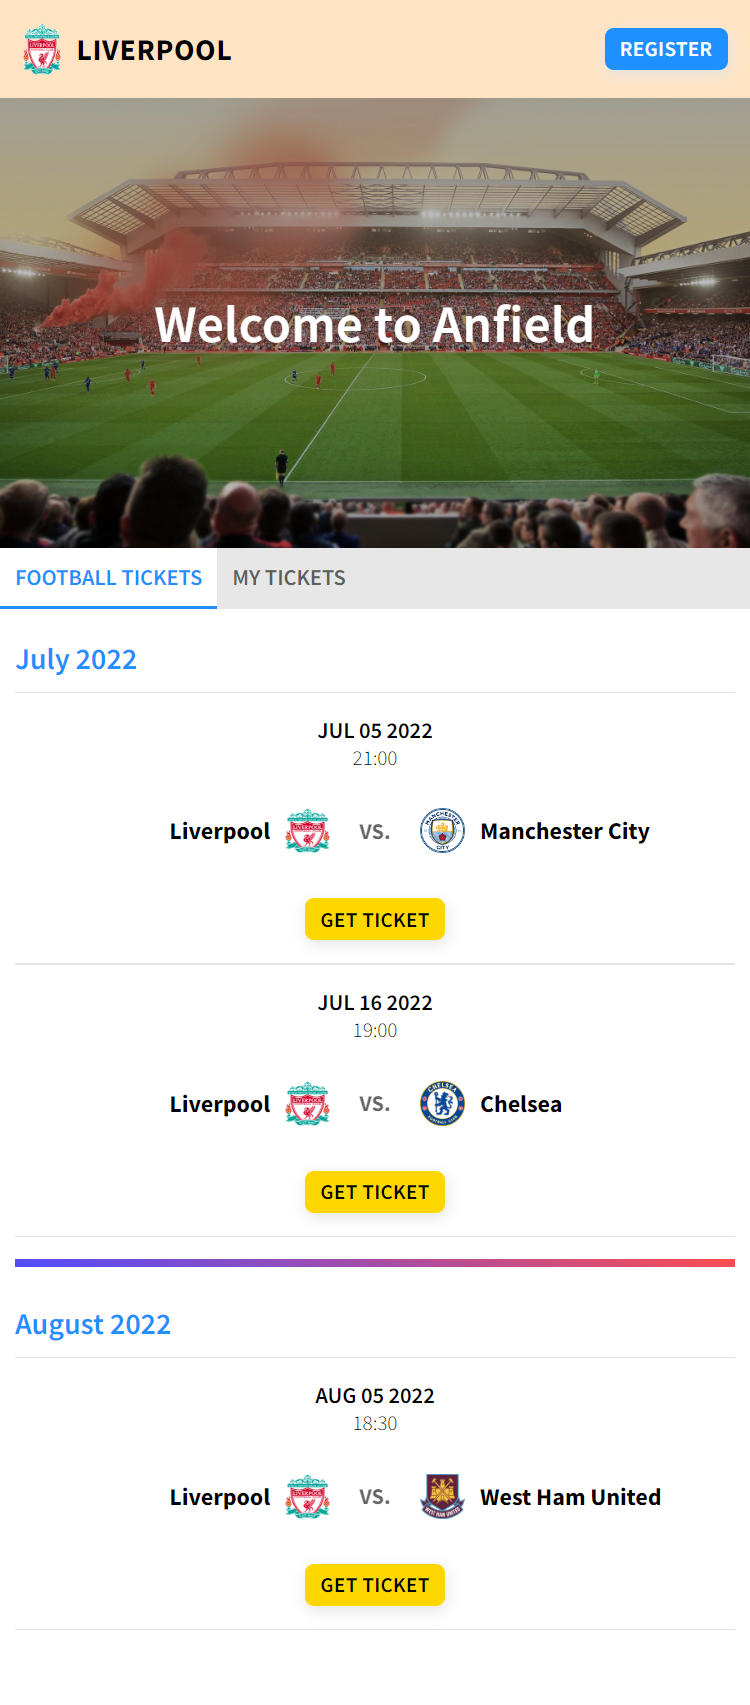 LIVERPOOL
REGISTER
Welcome to Anfield
FOOTBALL TICKETS
MY TICKETS
July 2022
JUL 05 2022
21:00
Liverpool VS. Manchester City
GET TICKET
JUL 16 2022
19:00
Liverpool VS. Chelsea
GET TICKET
August 2022
AUG 05 2022
18:30
Liverpool VS. West Ham United
GET TICKET